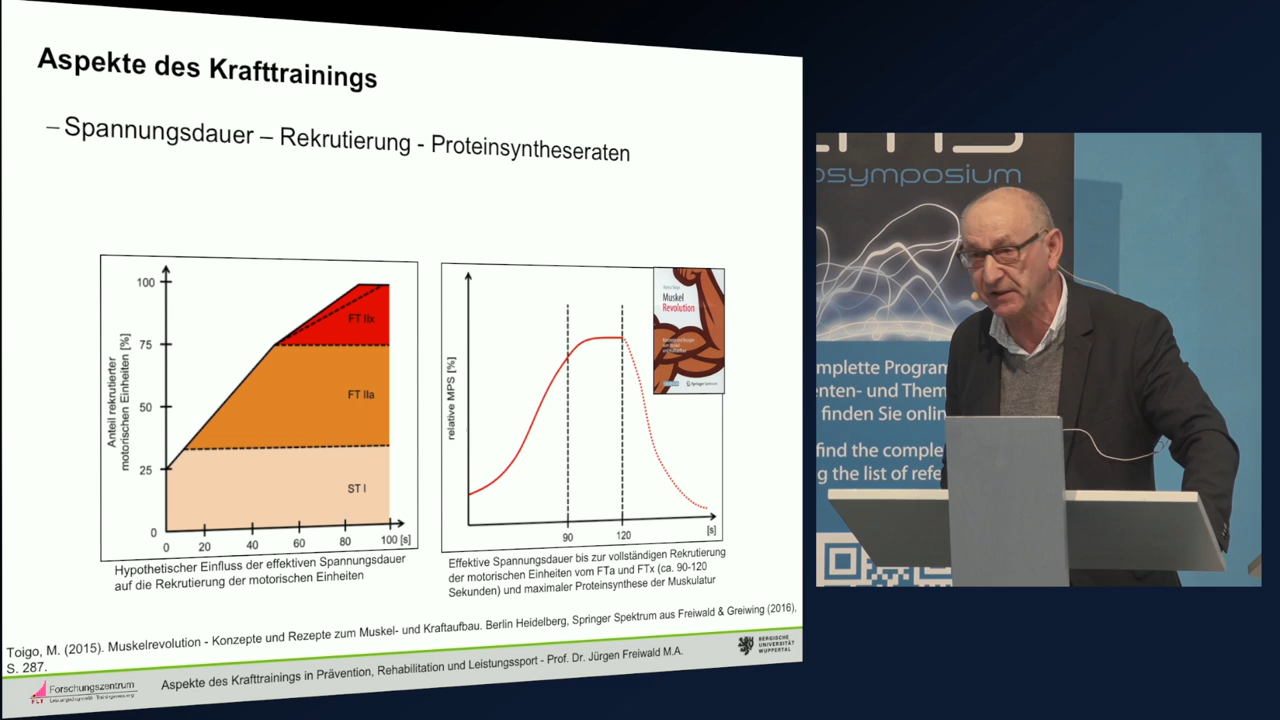 Aspekte des Krafttrainings
– Spannungsdauer – Rekrutierung - Proteinsyntheseraten
Anteil rekrutierter
motorischen Einheiten [%]
100
75
50
25
0
FT IIx
FT IIa
ST I
0 20 40 60 80 100 [s]
Hypothetischer Einfluss der effektiven Spannungsdauer
auf die Rekrutierung der motorischen Einheiten
relative MPS [%]
90 120 [s]
Muskel
Revolution
Effektive Spannungsdauer bis zur vollständigen Rekrutierung
der motorischen Einheiten vom FTa und FTx (ca. 90-120
Sekunden) und maximaler Proteinsynthese der Muskulatur
Toigo, M. (2015). Muskelrevolution - Konzepte und Rezepte zum Muskel- und Kraftaufbau. Berlin Heidelberg, Springer Spektrum aus Freiwald & Greiwing (2016),
S. 287.
Forschungszentrum
FLT
Aspekte des Krafttrainings in Prävention, Rehabilitation und Leistungssport - Prof. Dr. Jürgen Freiwald M.A.
BERGISCHE
UNIVERSITÄT
WUPPERTAL
osymposium
mplette Program
enten- und Them
finden Sie onlin
find the comple
g the list of refe